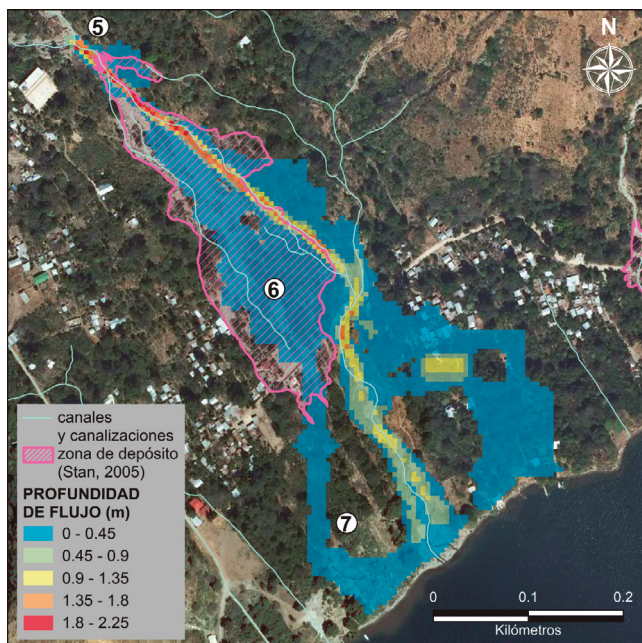 5
N
6
7
canales
y canalizaciones
zona de depósito
(Stan, 2005)
PROFUNDIDAD
DE FLUJO (m)
0 - 0.45
0.45 - 0.9
0.9 - 1.35
1.35 - 1.8
1.8 - 2.25
0 0.1 0.2
Kilómetros